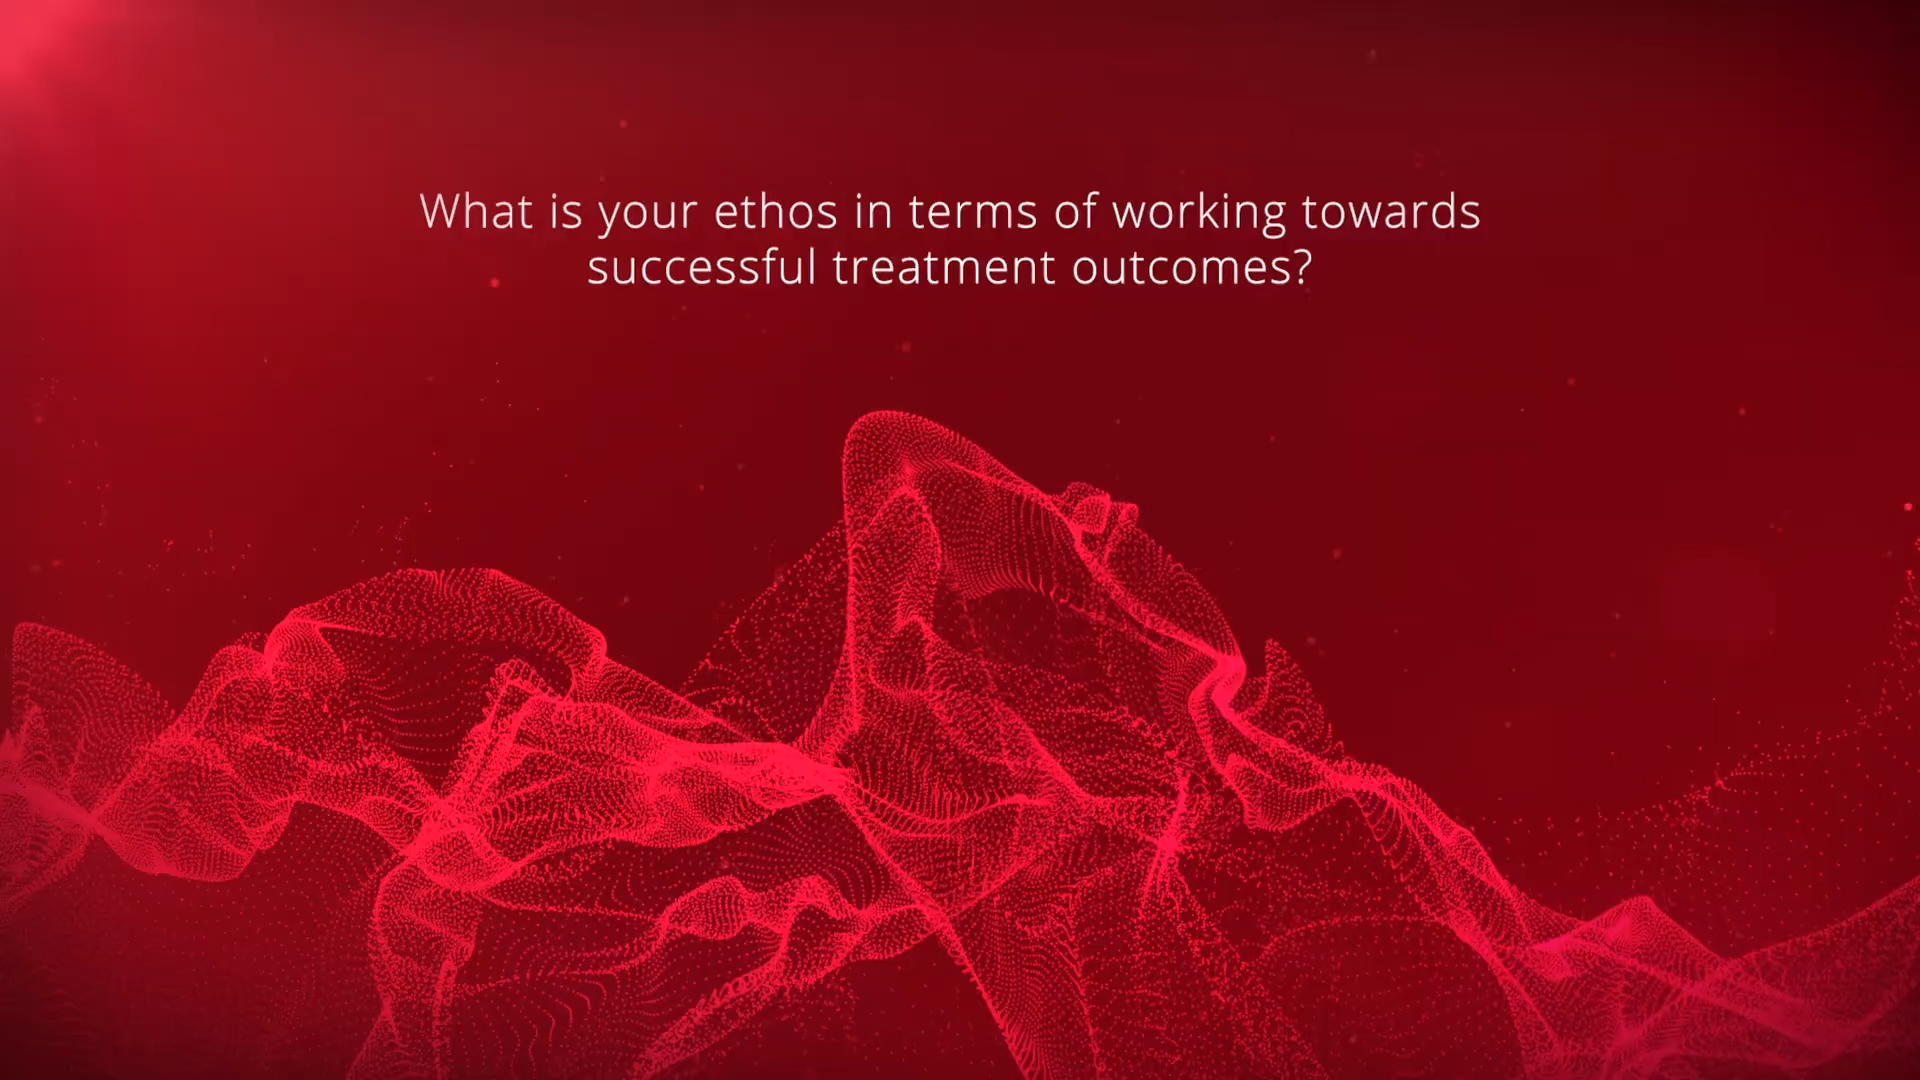 What is your ethos in terms of working towards
successful treatment outcomes?